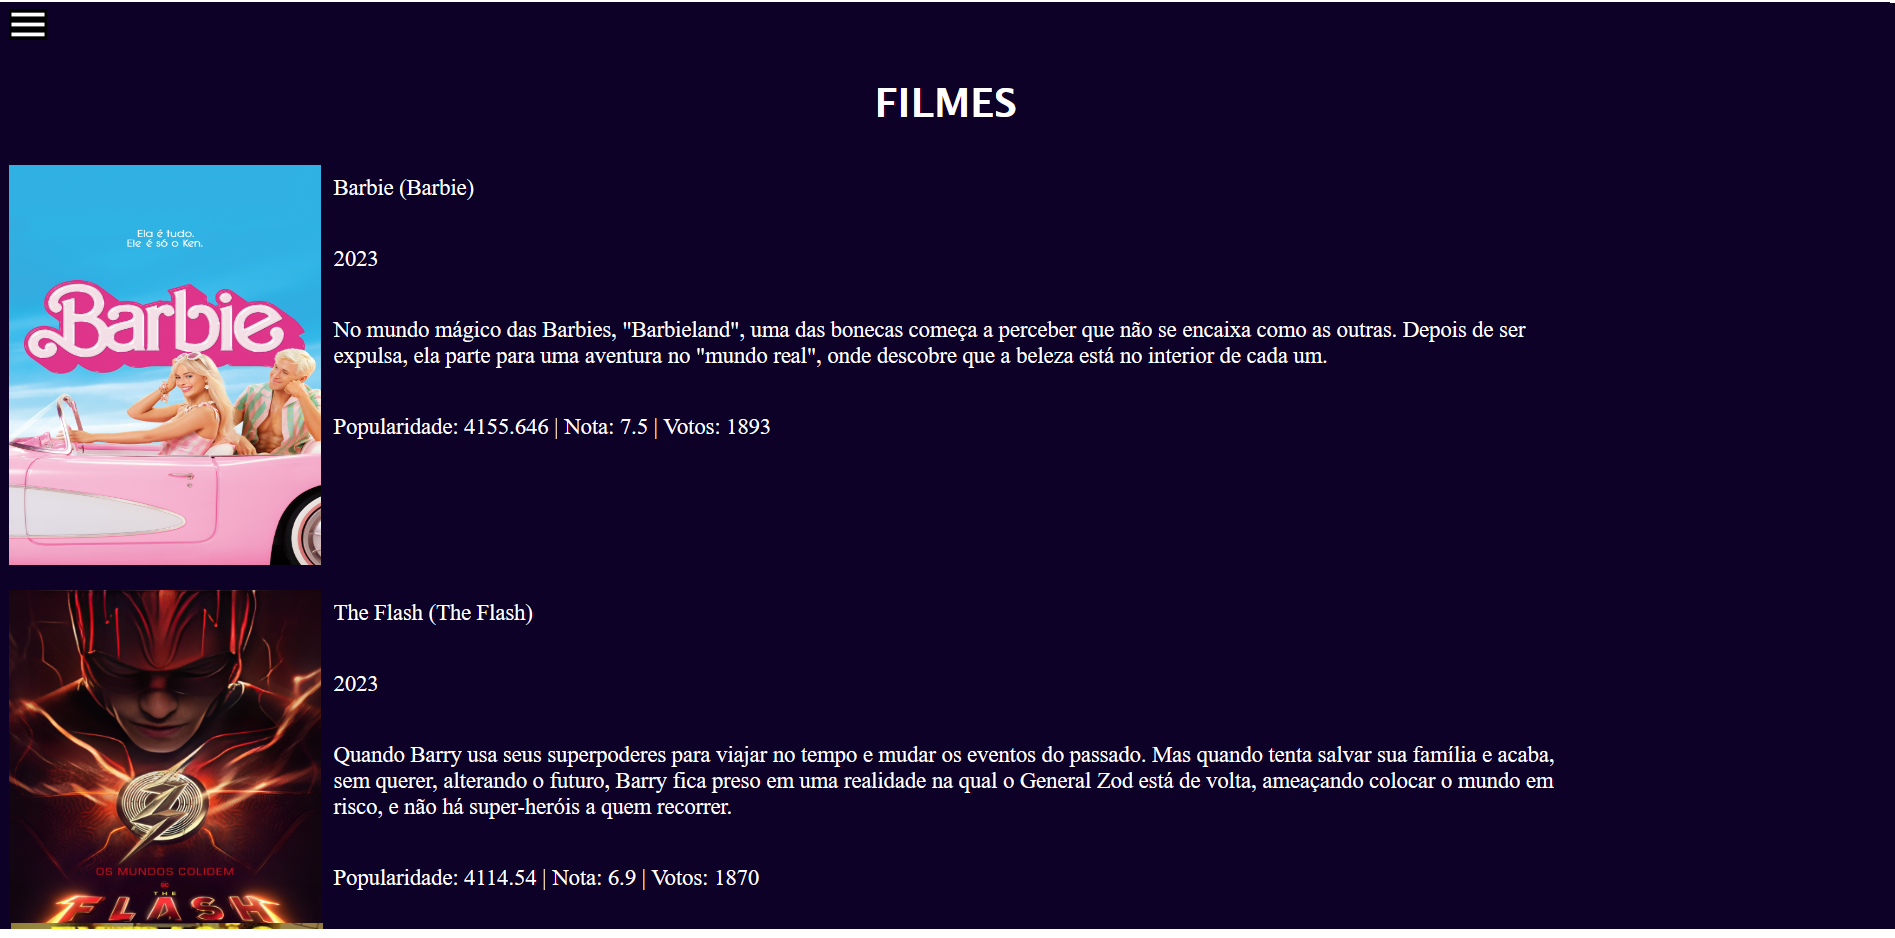 FILMES
Ela é tudo.
Ele é só o Ken.
Barbie
Barbie (Barbie)
2023
No mundo mágico das Barbies, "Barbieland", uma das bonecas começa a perceber que não se encaixa como as outras. Depois de ser
expulsa, ela parte para uma aventura no "mundo real", onde descobre que a beleza está no interior de cada um.
Popularidade: 4155.646 | Nota: 7.5 | Votos: 1893
OS MUNDOS COLIDEM
THE
FLASH
The Flash (The Flash)
2023
Quando Barry usa seus superpoderes para viajar no tempo e mudar os eventos do passado. Mas quando tenta salvar sua família e acaba,
sem querer, alterando o futuro, Barry fica preso em uma realidade na qual o General Zod está de volta, ameaçando colocar o mundo em
risco, e não há super-heróis a quem recorrer.
Popularidade: 4114.54 | Nota: 6.9 | Votos: 1870